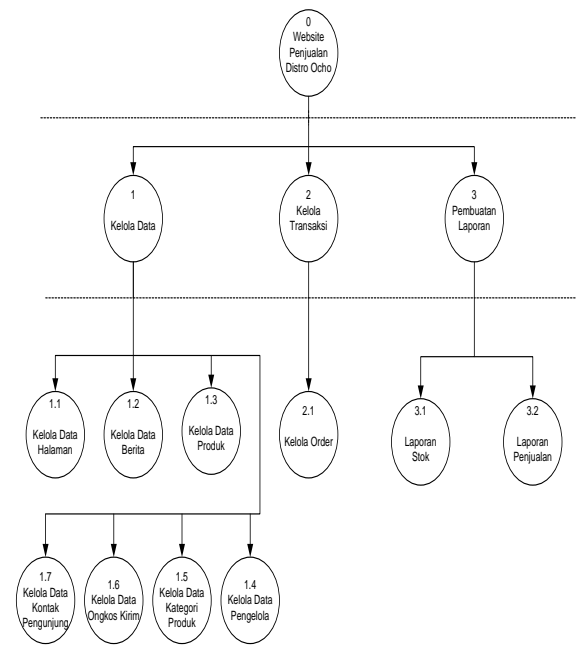 0
Website
Penjualan
Distro Ocho
1
Kelola Data
2
Kelola
Transaksi
3
Pembuatan
Laporan
1.1
Kelola Data
Halaman
1.2
Kelola Data
Berita
1.3
Kelola Data
Produk
2.1
Kelola Order
3.1
Laporan
Stok
3.2
Laporan
Penjualan
1.7
Kelola Data
Kontak
Pengunjung
1.6
Kelola Data
Ongkos Kirim
1.5
Kelola Data
Kategori
Produk
1.4
Kelola Data
Pengelola